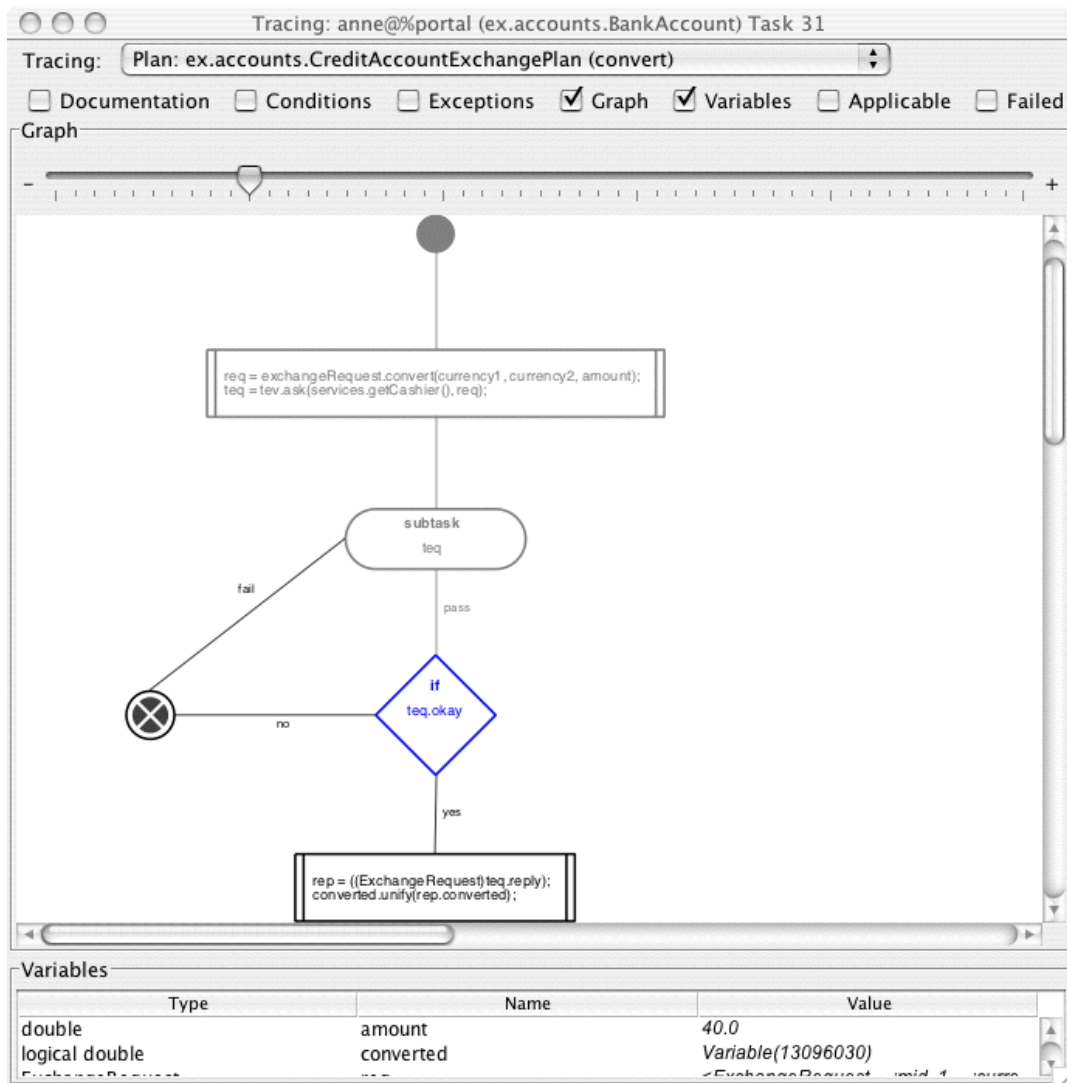 Tracing: anne@%portal (ex.accounts.BankAccount) Task 31
Tracing: Plan: ex.accounts.CreditAccountExchangePlan (convert)
Documentation Conditions Exceptions Graph Variables Applicable Failed
Graph
- +
req = exchangeRequest.convert(currency1, currency2, amount);
teq = tev.ask(services.getCashier(), req);
subtask
teq
fail
pass
if
teq.okay
no
yes
rep = ((ExchangeRequest)teq.reply);
converted.unify(rep.converted);
Variables
Type Name Value
double amount 40.0
logical double converted Variable(13096030)